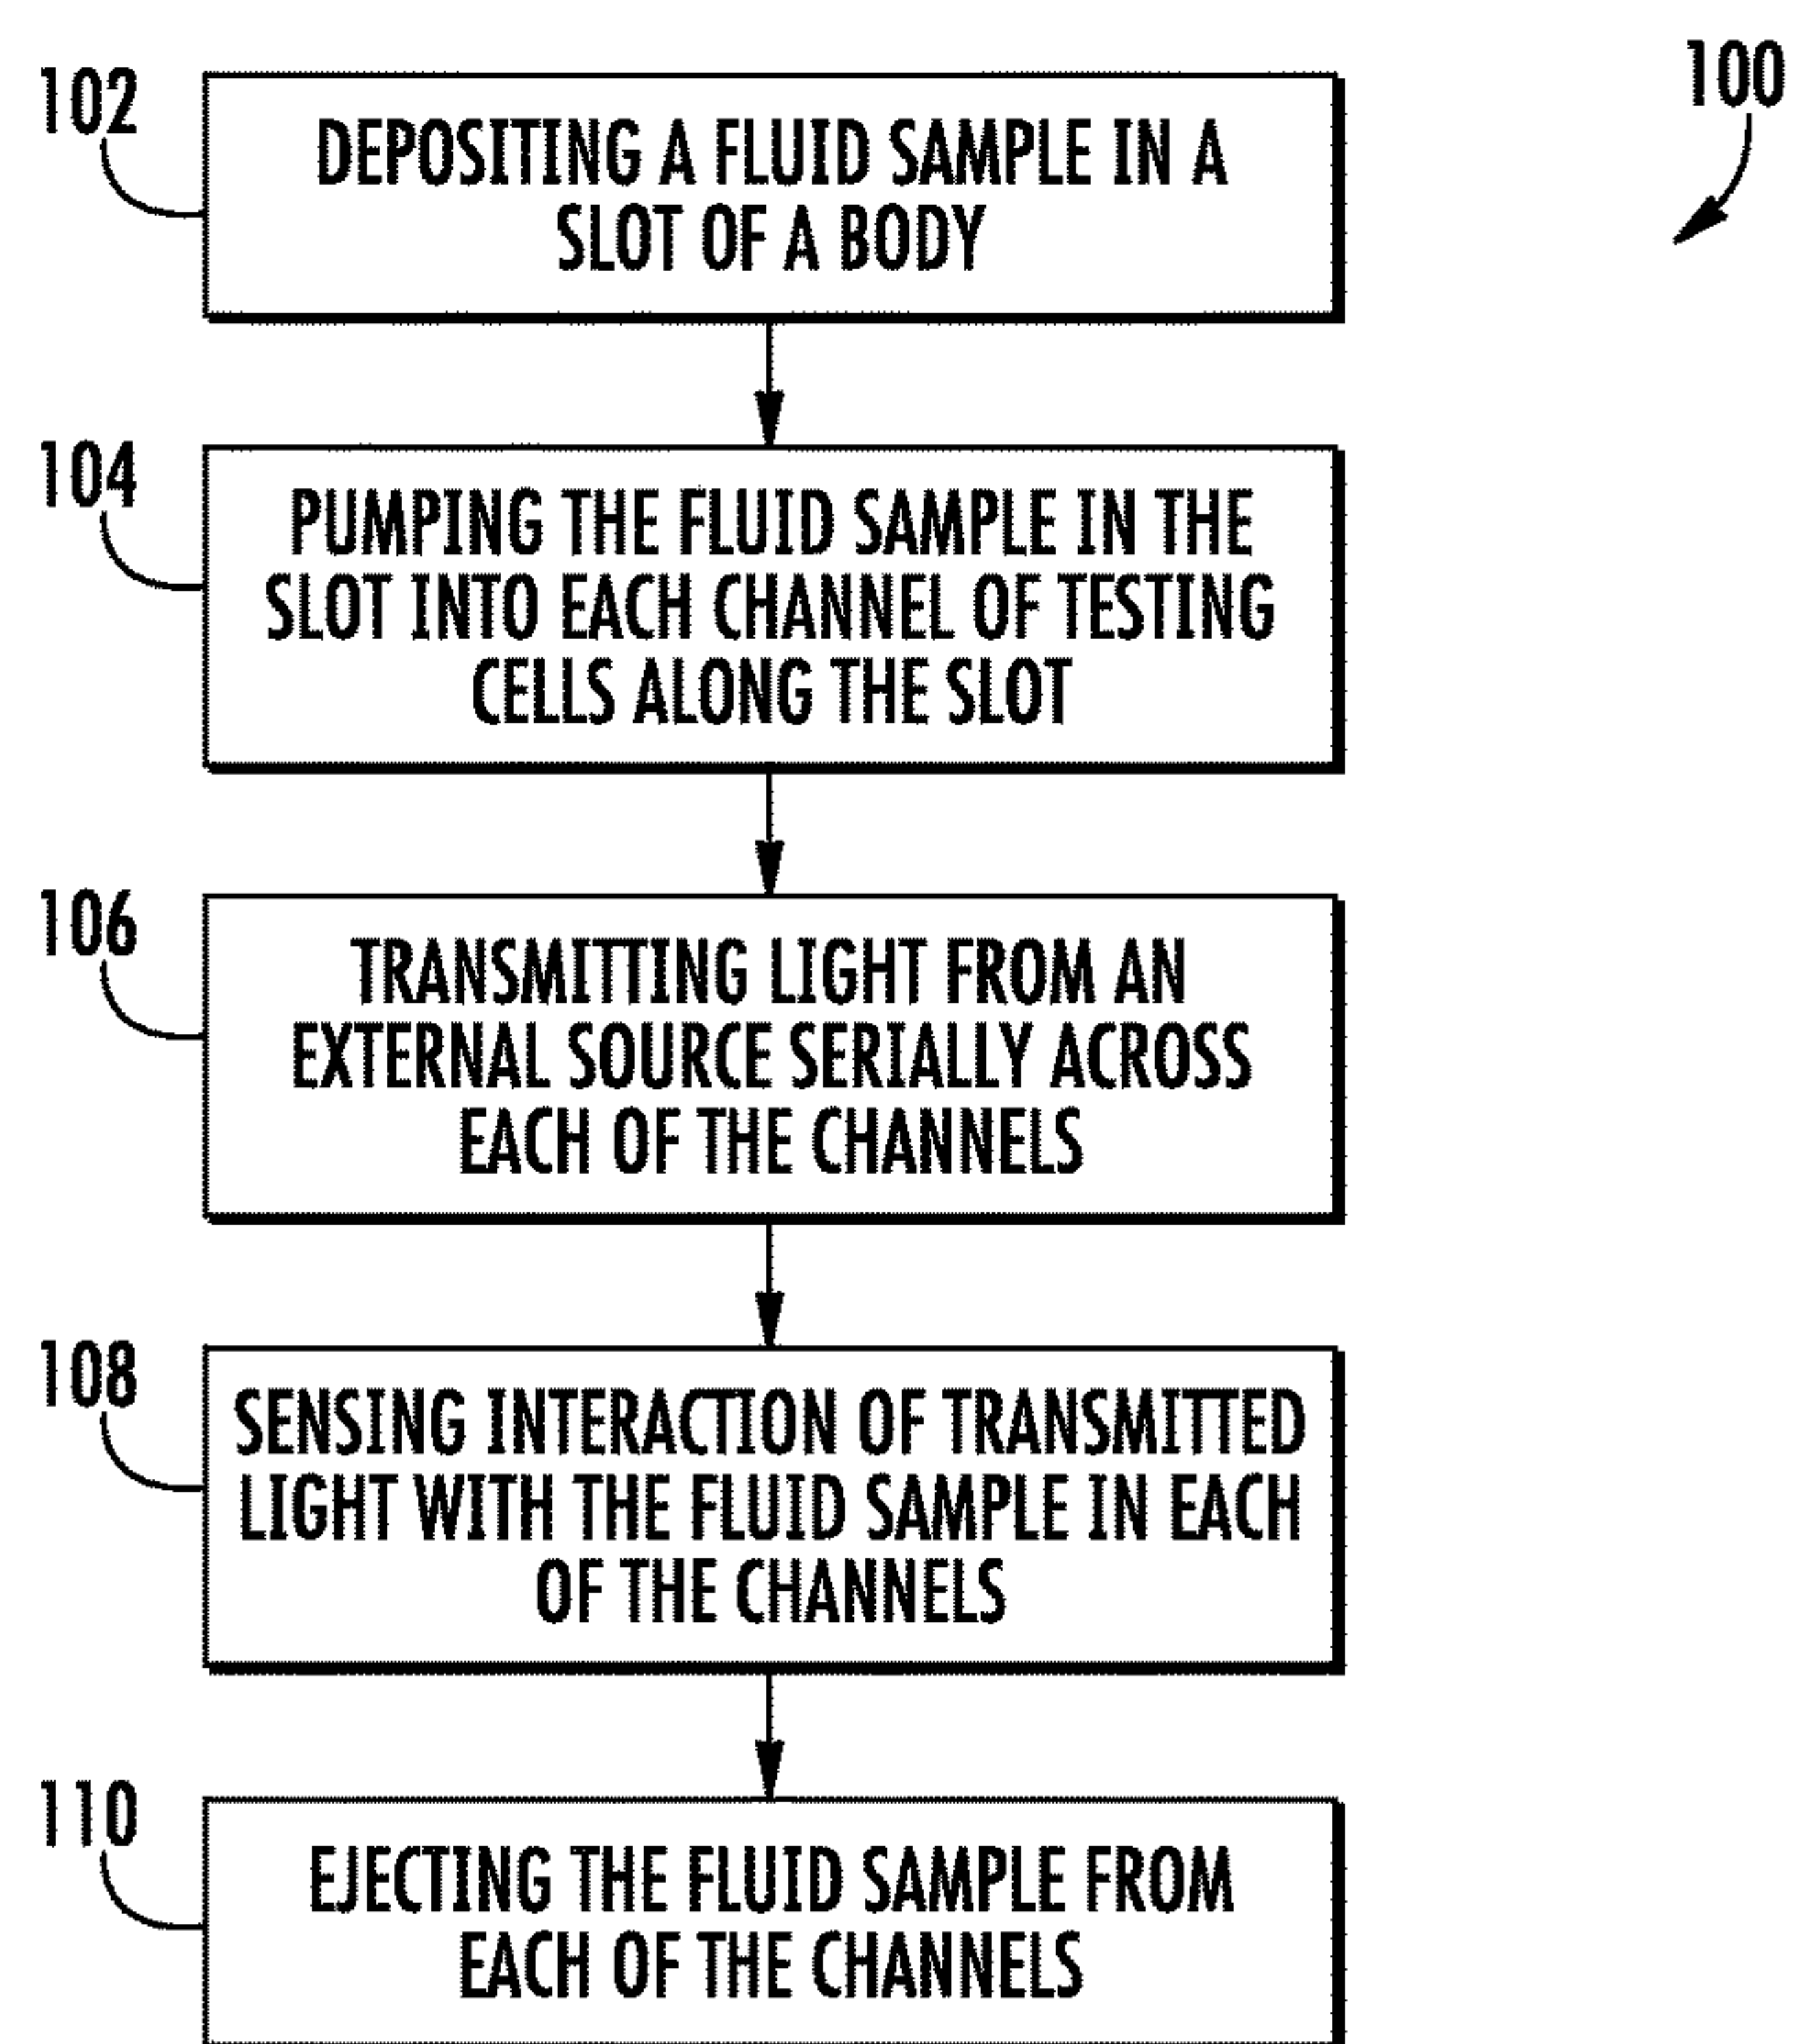 100
102
DEPOSITING A FLUID SAMPLE IN A
SLOT OF A BODY
104
PUMPING THE FLUID SAMPLE IN THE
SLOT INTO EACH CHANNEL OF TESTING
CELLS ALONG THE SLOT
106
TRANSMITTING LIGHT FROM AN
EXTERNAL SOURCE SERIALLY ACROSS
EACH OF THE CHANNELS
108
SENSING INTERACTION OF TRANSMITTED
LIGHT WITH THE FLUID SAMPLE IN EACH
OF THE CHANNELS
110
EJECTING THE FLUID SAMPLE FROM
EACH OF THE CHANNELS